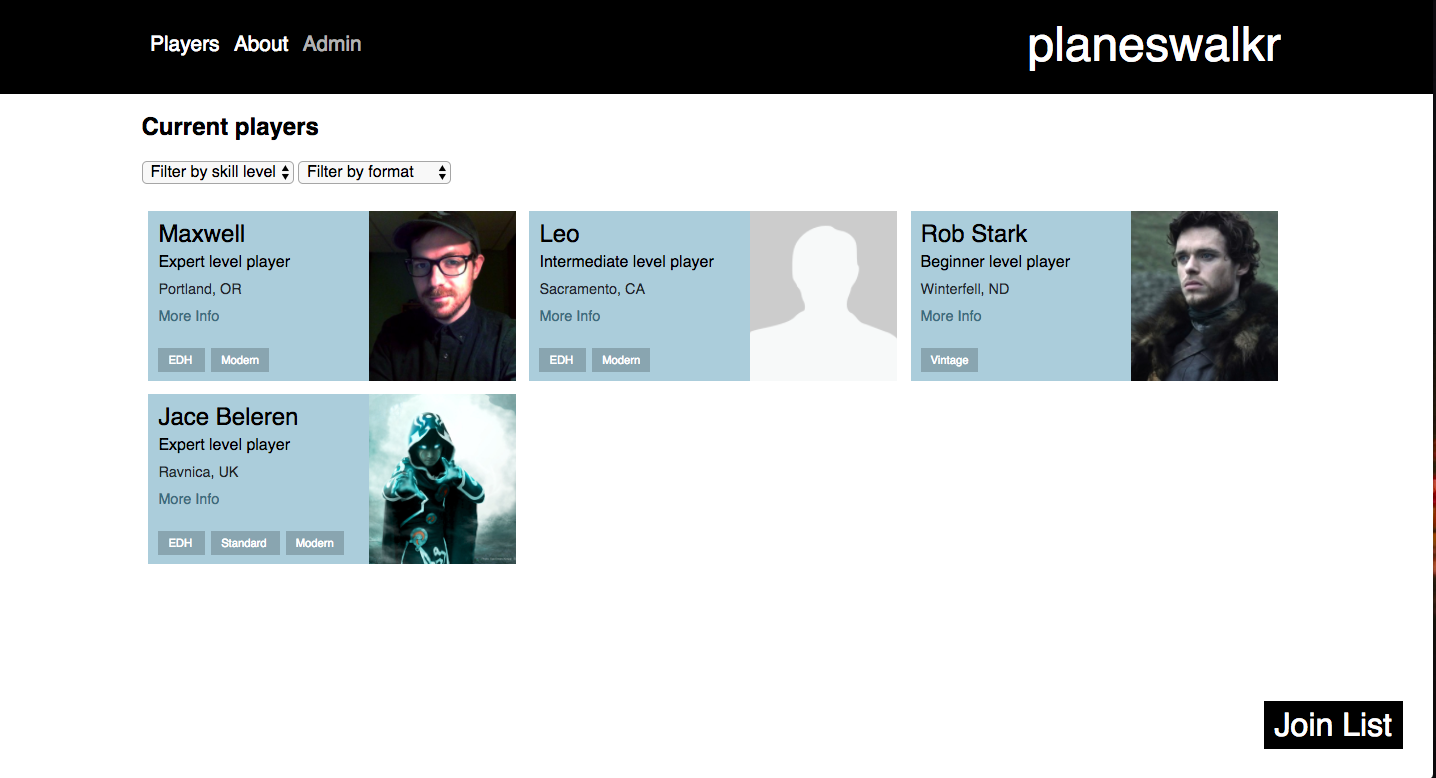 Players About Admin
planeswalkr
Current players
Filter by skill level Filter by format
Maxwell
Expert level player
Portland, OR
More Info
EDH Modern
Leo
Intermediate level player
Sacramento, CA
More Info
EDH Modern
Rob Stark
Beginner level player
Winterfell, ND
More Info
Vintage
Jace Beleren
Expert level player
Ravnica, UK
More Info
EDH Standard Modern
Join List